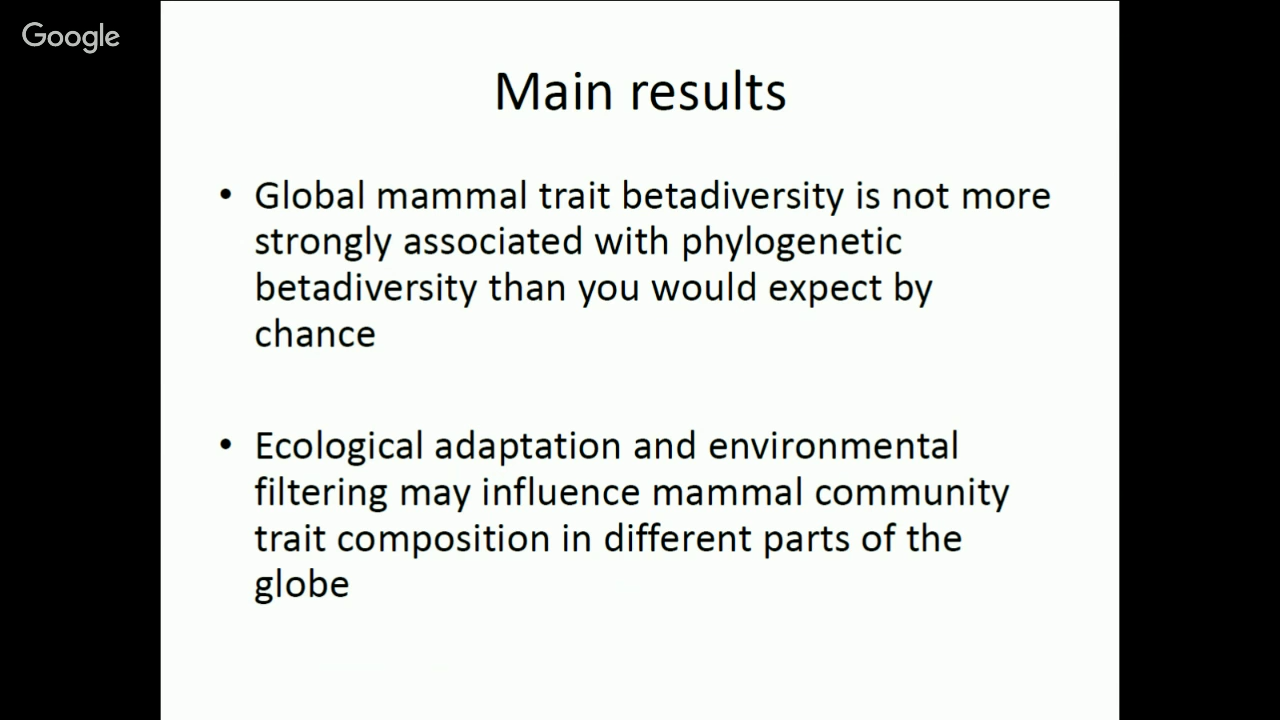 Google
Main results
• Global mammal trait betadiversity is not more
strongly associated with phylogenetic
betadiversity than you would expect by
chance
• Ecological adaptation and environmental
filtering may influence mammal community
trait composition in different parts of the
globe